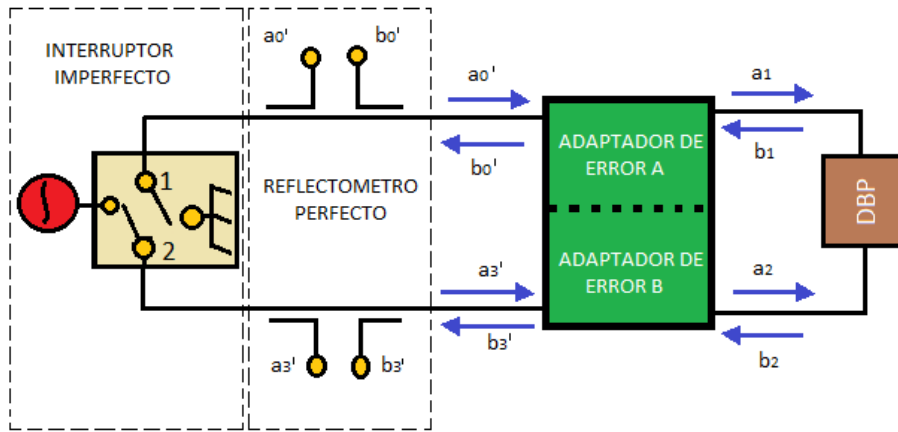 INTERRUPTOR
IMPERFECTO
a0'
b0'
a0'
b0'
a1
b1
1
2
REFLECTOMETRO
PERFECTO
ADAPTADOR DE
ERROR A
ADAPTADOR DE
ERROR B
DBP
a3'
b3'
a2
b2
a3'
b3'